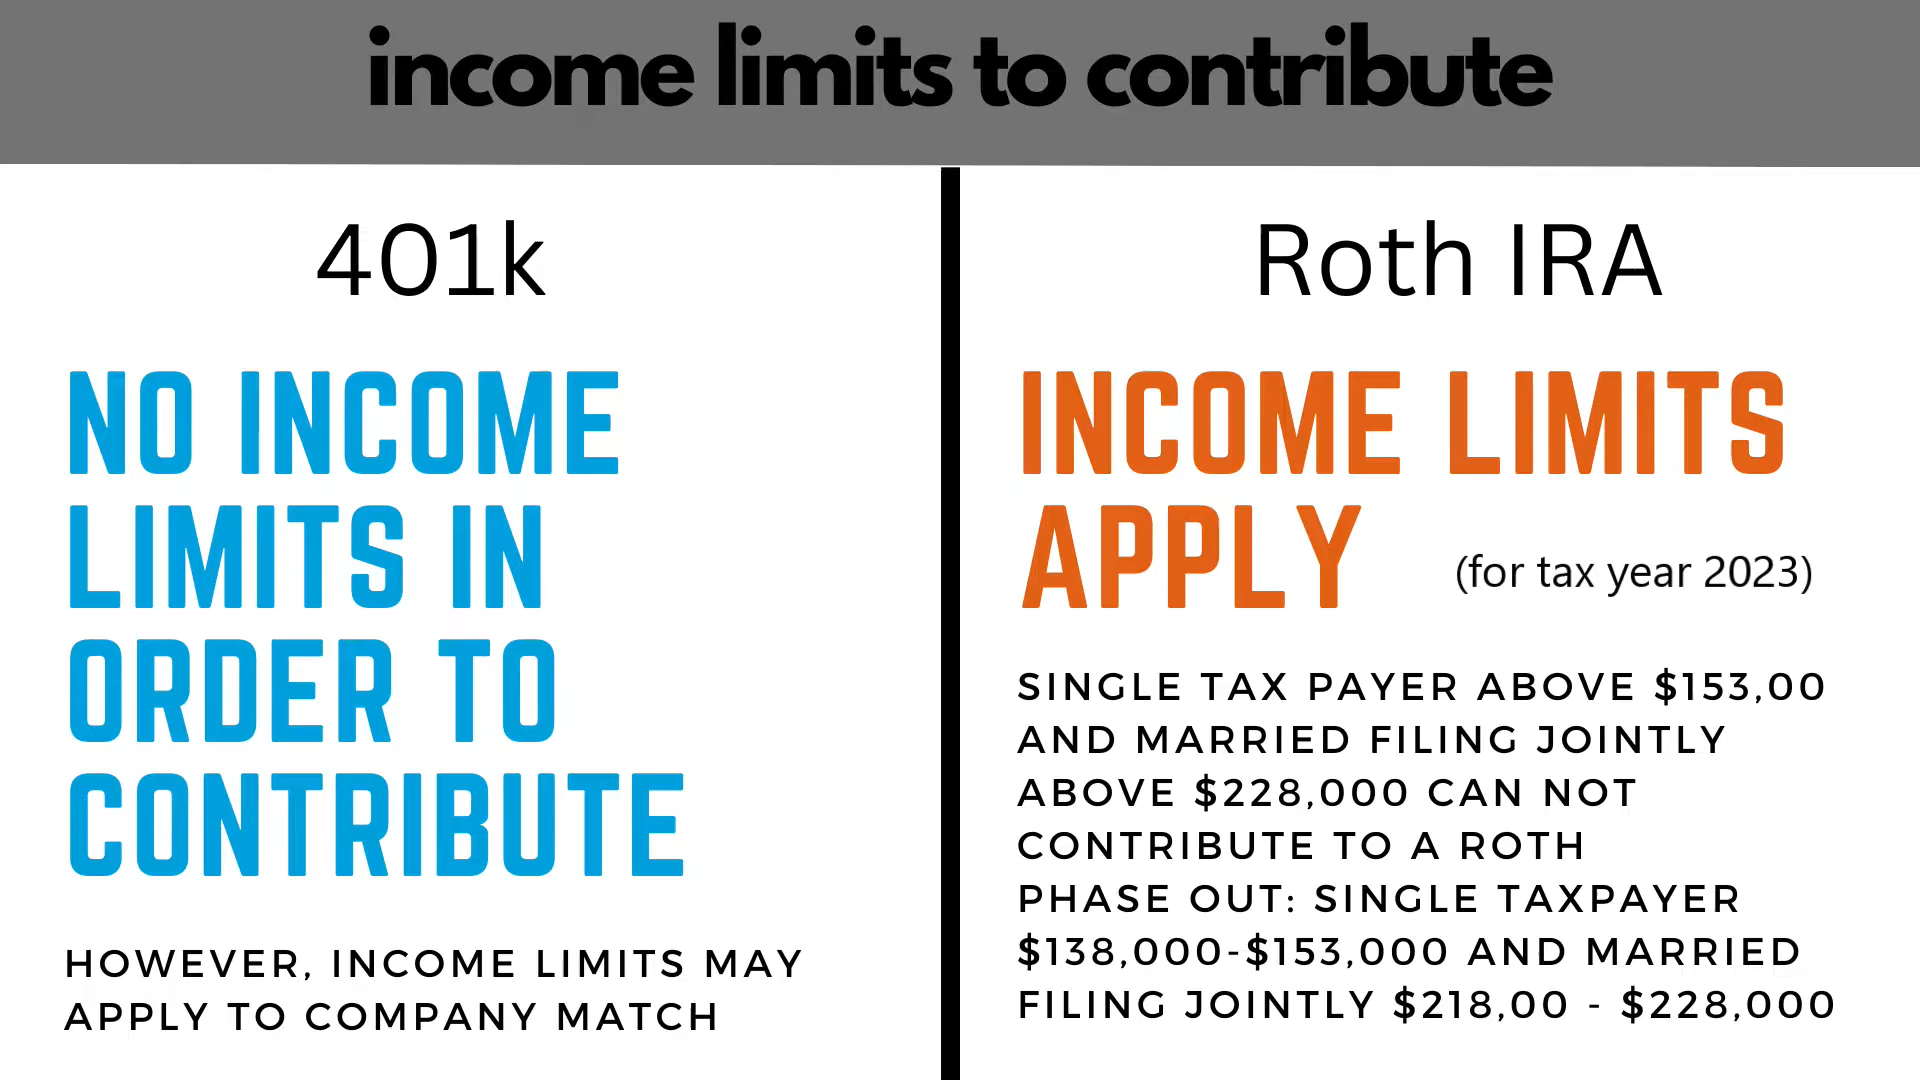 income limits to contribute
401k
NO INCOME
LIMITS IN
ORDER TO
CONTRIBUTE
HOWEVER, INCOME LIMITS MAY
APPLY TO COMPANY MATCH
Roth IRA
INCOME LIMITS
APPLY
(for tax year 2023)
SINGLE TAX PAYER ABOVE $153,00
AND MARRIED FILING JOINTLY
ABOVE $228,000 CAN NOT
CONTRIBUTE TO A ROTH
PHASE OUT: SINGLE TAXPAYER
$138,000-$153,000 AND MARRIED
FILING JOINTLY $218,00 - $228,000